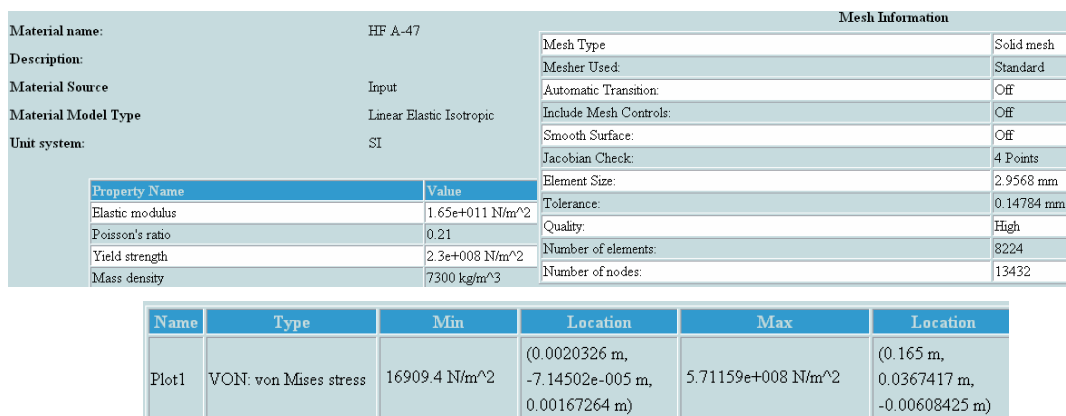 Material name: HF A-47
Description:
Material Source Input
Material Model Type Linear Elastic Isotropic
Unit system: SI
Property Name Value
Elastic modulus 1.65e+011 N/m^2
Poisson's ratio 0.21
Yield strength 2.3e+008 N/m^2
Mass density 7300 kg/m^3
Mesh Information
Mesh Type Solid mesh
Mesher Used: Standard
Automatic Transition: Off
Include Mesh Controls: Off
Smooth Surface: Off
Jacobian Check: 4 Points
Element Size: 2.9568 mm
Tolerance: 0.14784 mm
Quality: High
Number of elements: 8224
Number of nodes: 13432
Name Type Min Location Max Location
(0.0020326 m, (0.165 m,
Plot1 VON: von Mises stress 16909.4 N/m^2 -7.14502e-005 m, 5.71159e+008 N/m^2 0.0367417 m,
0.00167264 m) -0.00608425 m)